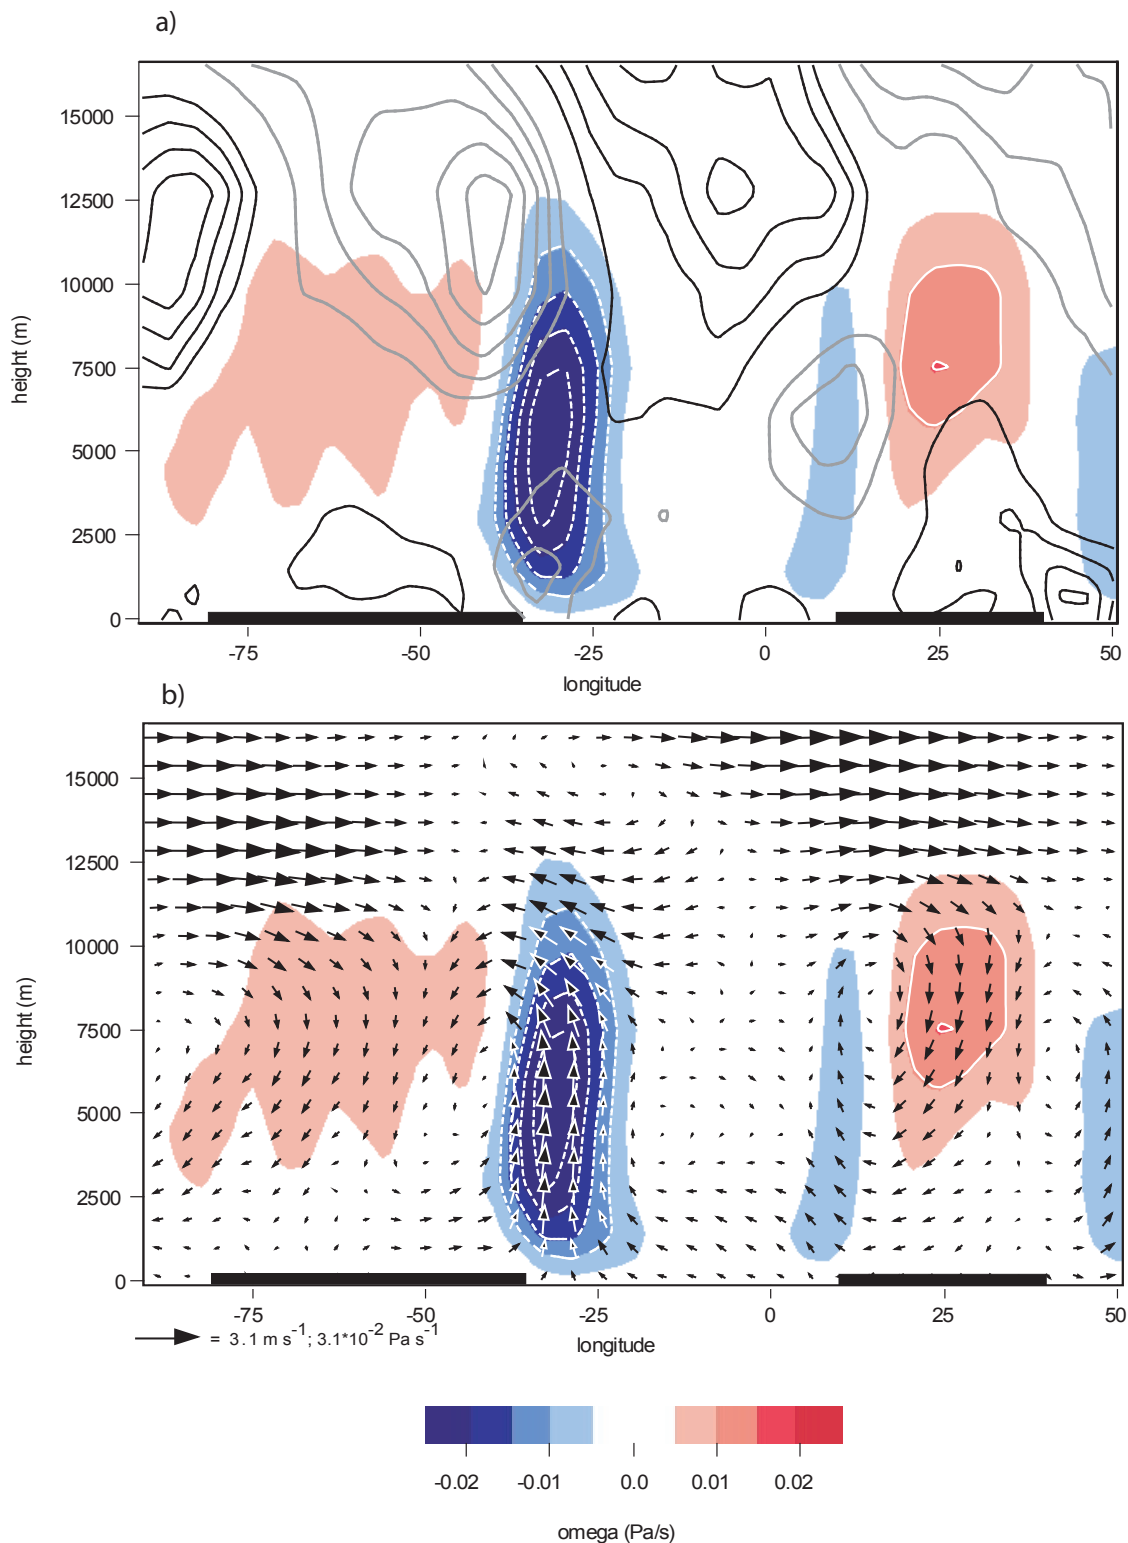 a)
15000
12500
10000
7500
5000
2500
0
height (m)
-75 -50 -25 0 25 50
longitude
b)
15000
12500
10000
7500
5000
2500
0
height (m)
-75 -50 -25 0 25 50
= 3.1 m s-1; 3.1*10-2 Pa s-1
longitude
-0.02 -0.01 0.0 0.01 0.02
omega (Pa/s)